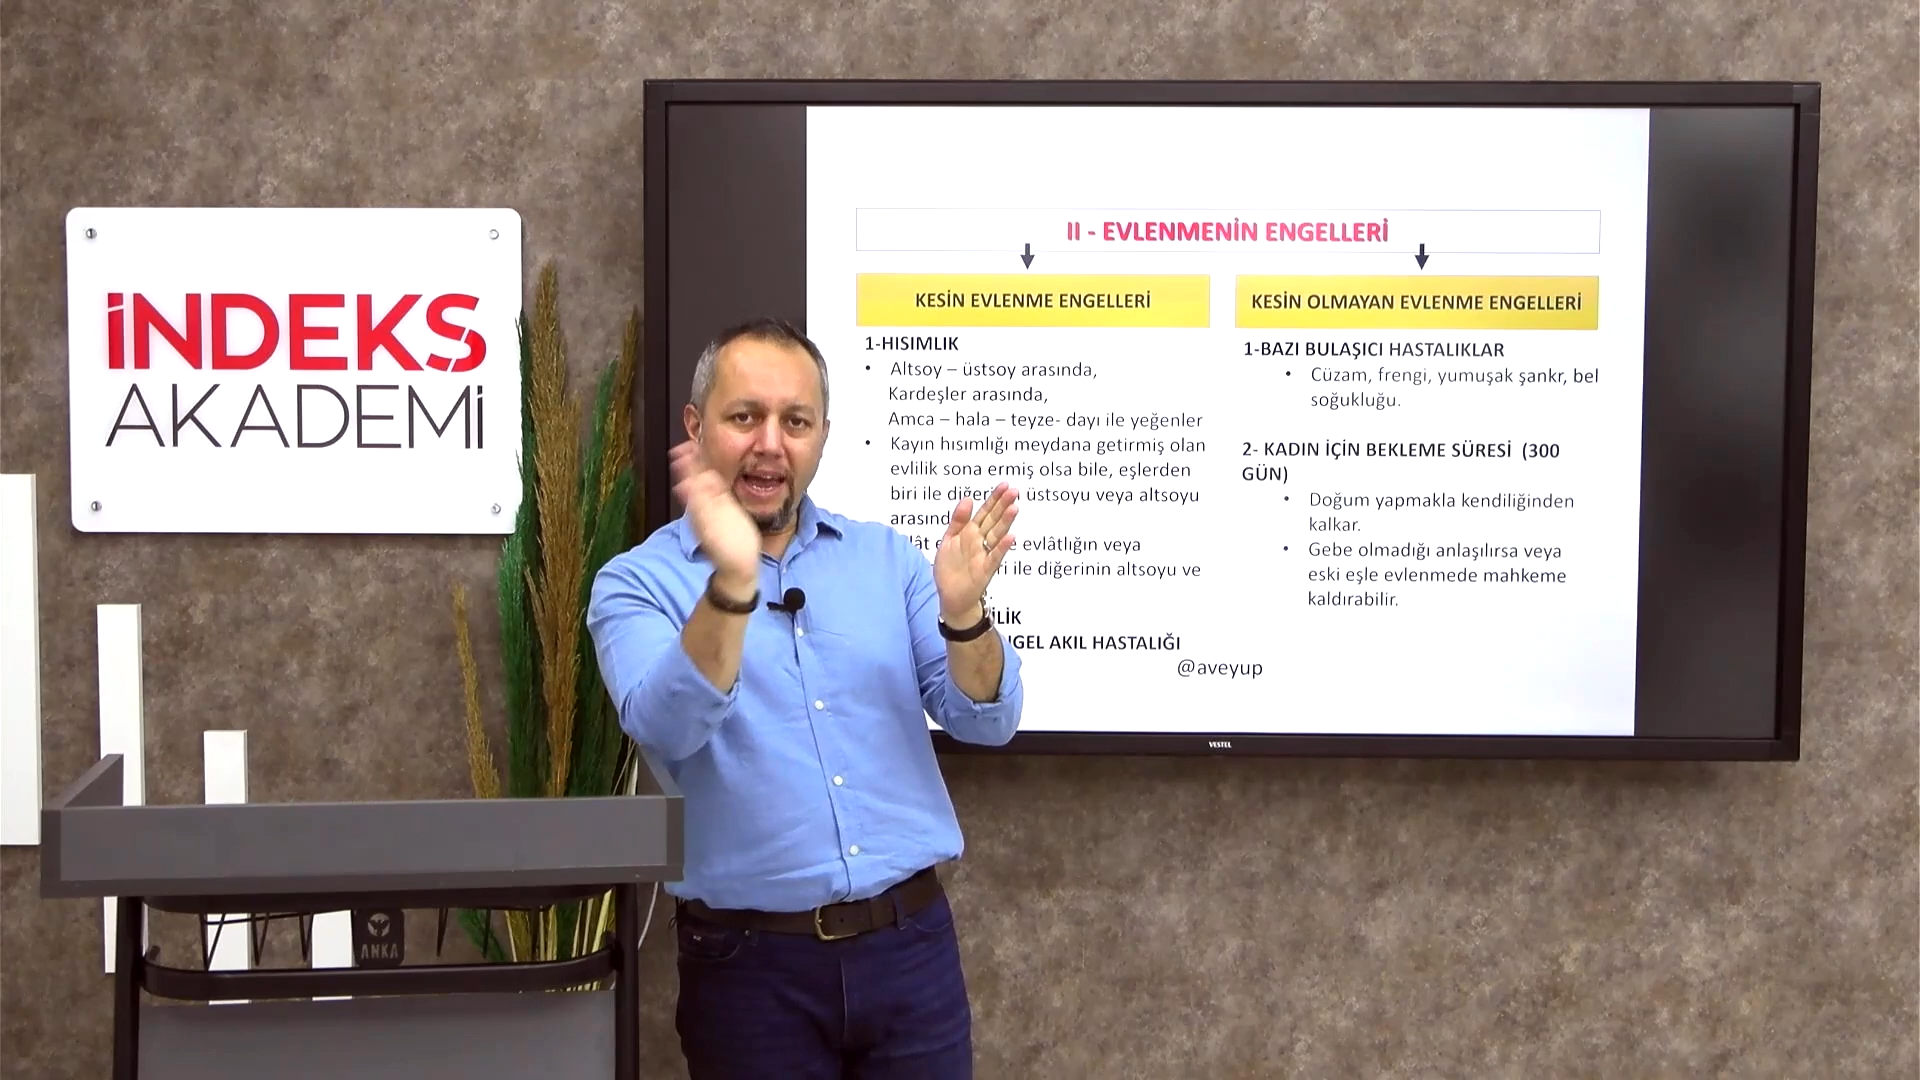 İNDEKS
AKADEMİ
II - EVLENMENİN ENGELLERİ
KESİN EVLENME ENGELLERİ
1-HISIMLIK
• Altsoy – üstsoy arasında,
Kardeşler arasında,
Amca – hala – teyze- dayı ile yeğenler
• Kayın hısımlığı meydana getirmiş olan
evlilik sona ermiş olsa bile, eşlerden
biri ile üstsoyu veya altsoyu
evlâtlığın veya
ile diğerinin altsoyu ve
AKIL HASTALIĞI
KESİN OLMAYAN EVLENME ENGELLERİ
1-BAZI BULAŞICI HASTALIKLAR
• Cüzam, frengi, yumuşak şankr, bel
soğukluğu.
2- KADIN İÇİN BEKLEME SÜRESİ (300
GÜN)
• Doğum yapmakla kendiliğinden
kalkar.
• Gebe olmadığı anlaşılırsa veya
eski eşle evlenmede mahkeme
kaldırabilir.
@aveyup
VESTEL
ANKA